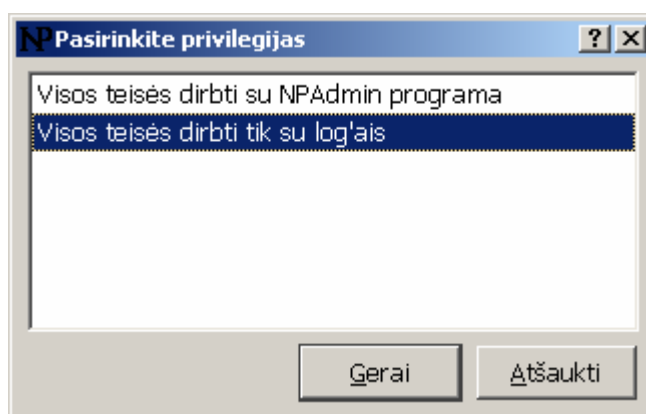 NP Pasirinkite privilegijas
Visos teisės dirbti su NPAdmin programa
Visos teisės dirbti tik su log'ais
Gerai
Atšaukti